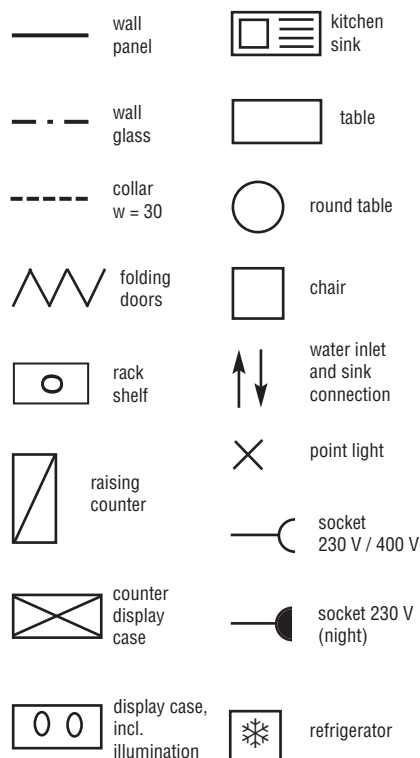 wall
panel
wall
glass
collar
w = 30
folding
doors
rack
shelf
raising
counter
counter
display
case
display case,
incl.
illumination
kitchen
sink
table
round table
chair
water inlet
and sink
connection
point light
socket
230 V / 400 V
socket 230 V
(night)
refrigerator